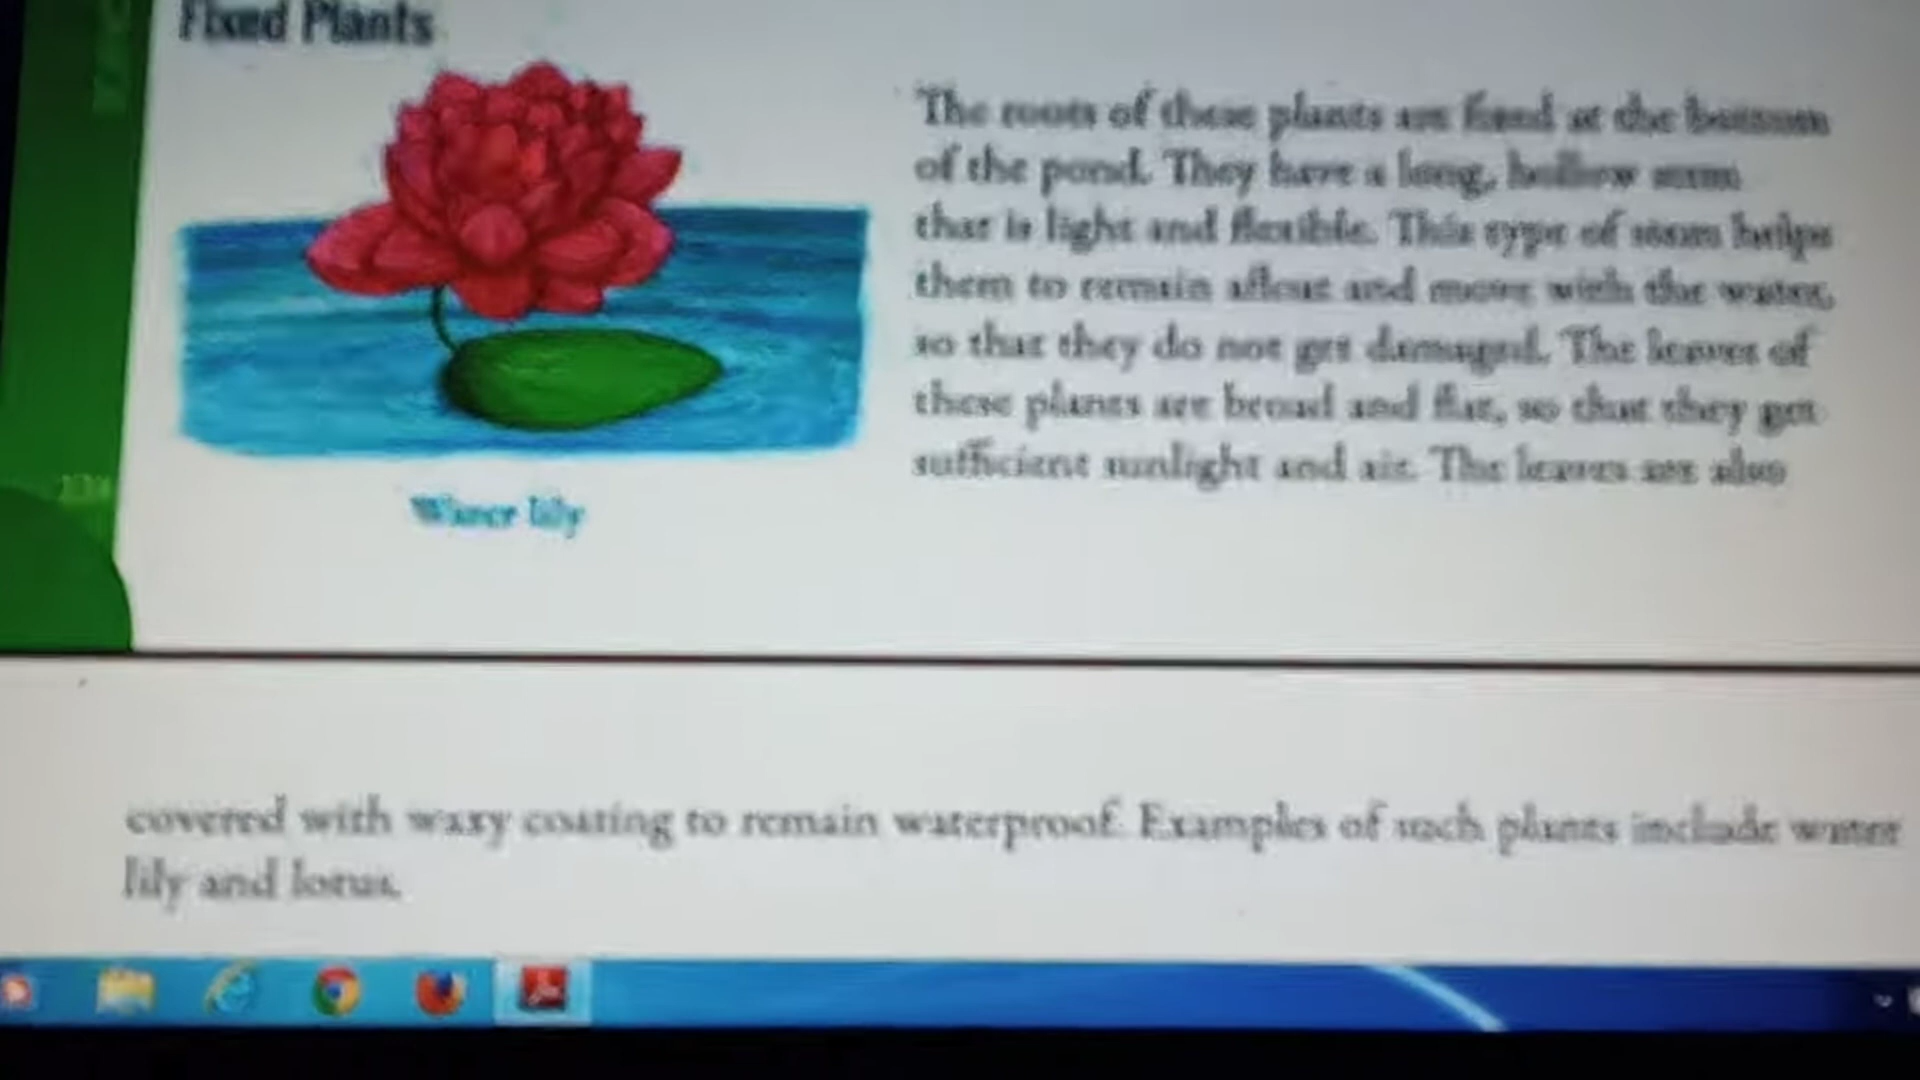 Fixed Plants
The roots of these plants are fixed at the bottom
of the pond. They have a long, hollow stem
that is light and flexible. This type of stem helps
them to remain afloat and move with the water,
so that they do not get damaged. The leaves of
these plants are broad and flat, so that they get
sufficient sunlight and air. The leaves are also
Water lily
covered with waxy coating to remain waterproof. Examples of such plants include water
lily and lotus.